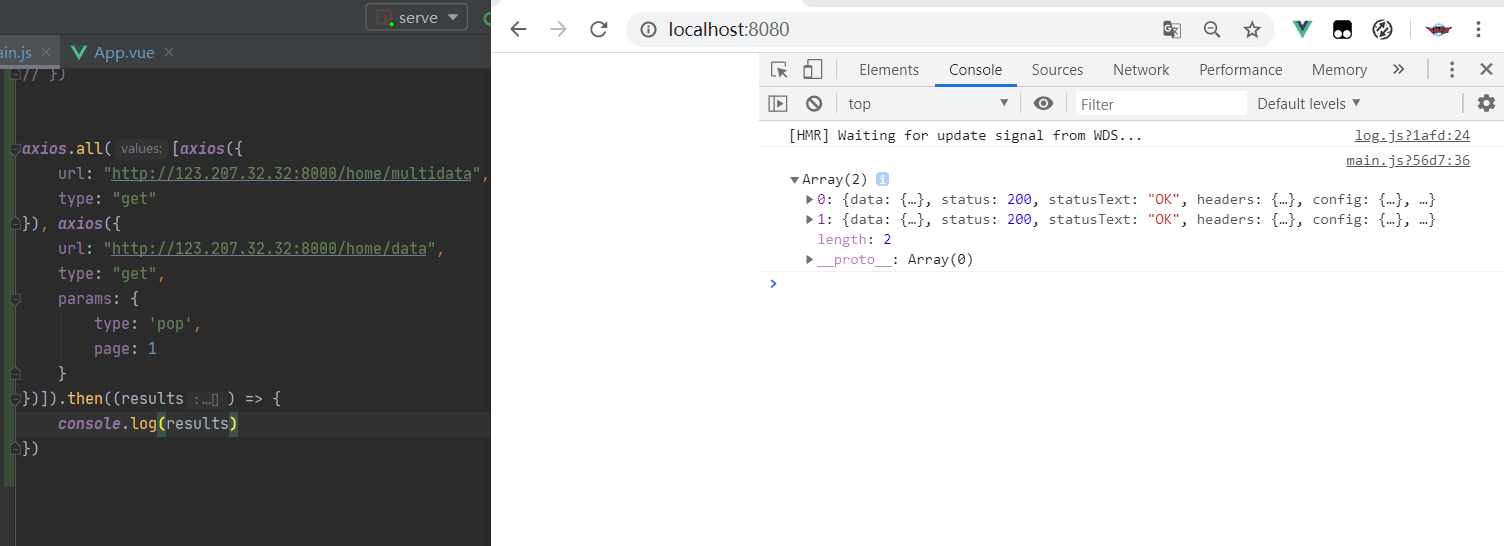 serve
ain.js
App.vue
// })
axios.all( values: [axios({
url: "http://123.207.32.32:8000/home/multidata",
type: "get"
}), axios({
url: "http://123.207.32.32:8000/home/data",
type: "get",
params: {
type: 'pop',
page: 1
}
})]).then((results : …[] ) => {
console.log(results)
})
localhost:8080
Elements Console Sources Network Performance Memory »
top Filter Default levels
[HMR] Waiting for update signal from WDS... log.js?1afd:24
main.js?56d7:36
Array(2) i
0: {data: {…}, status: 200, statusText: "OK", headers: {…}, config: {…}, …}
1: {data: {…}, status: 200, statusText: "OK", headers: {…}, config: {…}, …}
length: 2
__proto__: Array(0)
>